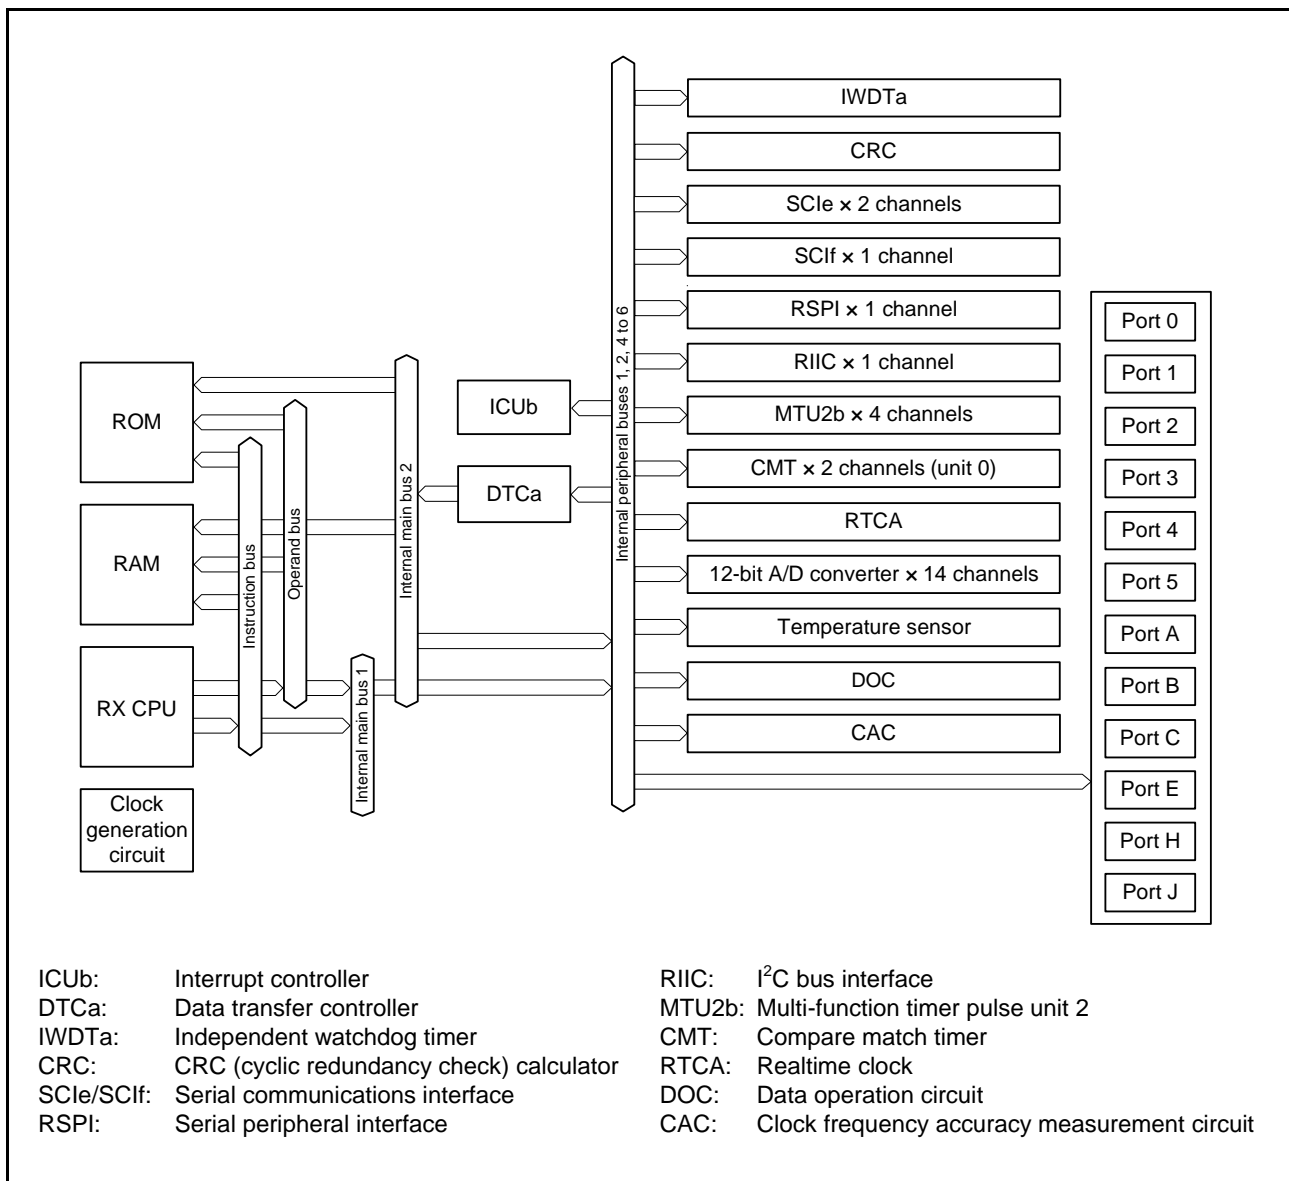 IWDTa
CRC
SCIe × 2 channels
SCIf × 1 channel
RSPI × 1 channel
RIIC × 1 channel
MTU2b × 4 channels
CMT × 2 channels (unit 0)
RTCA
12-bit A/D converter × 14 channels
Temperature sensor
DOC
CAC
Internal peripheral buses 1, 2, 4 to 6
ICUb
DTCa
Internal main bus 2
Internal main bus 1
Operand bus
Instruction bus
ROM
RAM
RX CPU
Clock
generation
circuit
Port 0
Port 1
Port 2
Port 3
Port 4
Port 5
Port A
Port B
Port C
Port E
Port H
Port J
ICUb: Interrupt controller
DTCa: Data transfer controller
IWDTa: Independent watchdog timer
CRC: CRC (cyclic redundancy check) calculator
SCIe/SCIf: Serial communications interface
RSPI: Serial peripheral interface
RIIC: I²C bus interface
MTU2b: Multi-function timer pulse unit 2
CMT: Compare match timer
RTCA: Realtime clock
DOC: Data operation circuit
CAC: Clock frequency accuracy measurement circuit